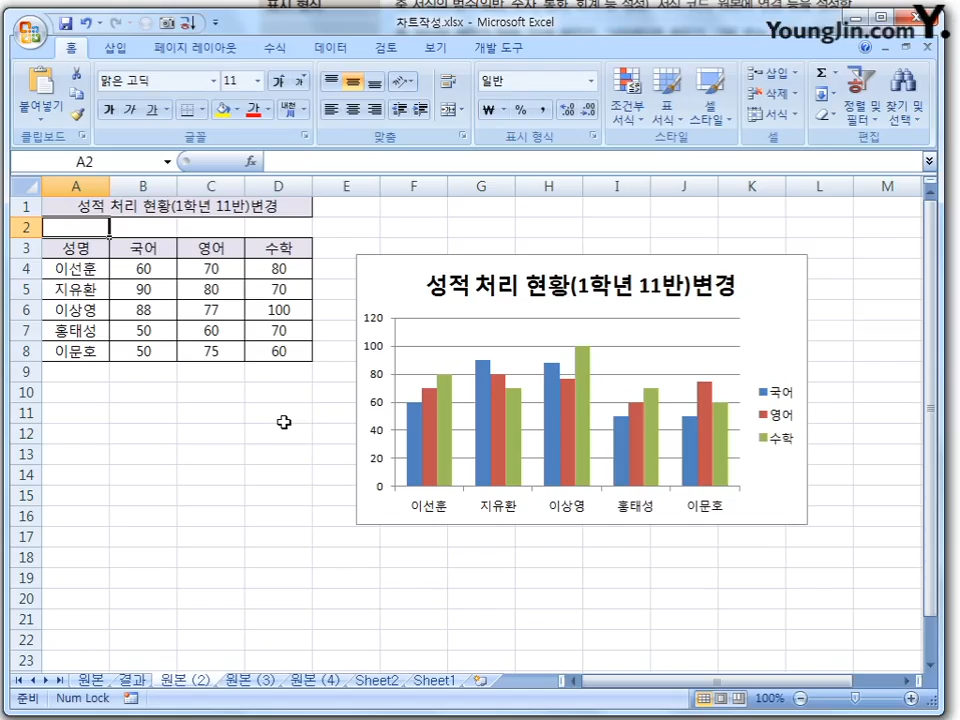 표시 형식
차트작성.xlsx - Microsoft Excel
YoungJin.com Y.
홈 삽입 페이지 레이아웃 수식 데이터 검토 보기 개발 도구
붙여넣기
맑은 고딕 11
가 가 가 가
일반
조건부 서식
표 서식
셀 스타일
삽입
삭제
서식
정렬 및 필터
찾기 및 선택
클립보드 글꼴 맞춤 표시 형식 스타일 셀 편집
A2 fx
A B C D E F G H I J K L M
1 성적 처리 현황(1학년 11반)변경
2
3 성명 국어 영어 수학
4 이선훈 60 70 80
5 지유환 90 80 70
6 이상영 88 77 100
7 홍태성 50 60 70
8 이문호 50 75 60
9
10
11
12
13
14
15
16
17
18
19
20
21
22
23
성적 처리 현황(1학년 11반)변경
120
100
80
60
40
20
0
이선훈 지유환 이상영 홍태성 이문호
국어
영어
수학
원본 결과 원본 (2) 원본 (3) 원본 (4) Sheet2 Sheet1
준비 Num Lock 100%